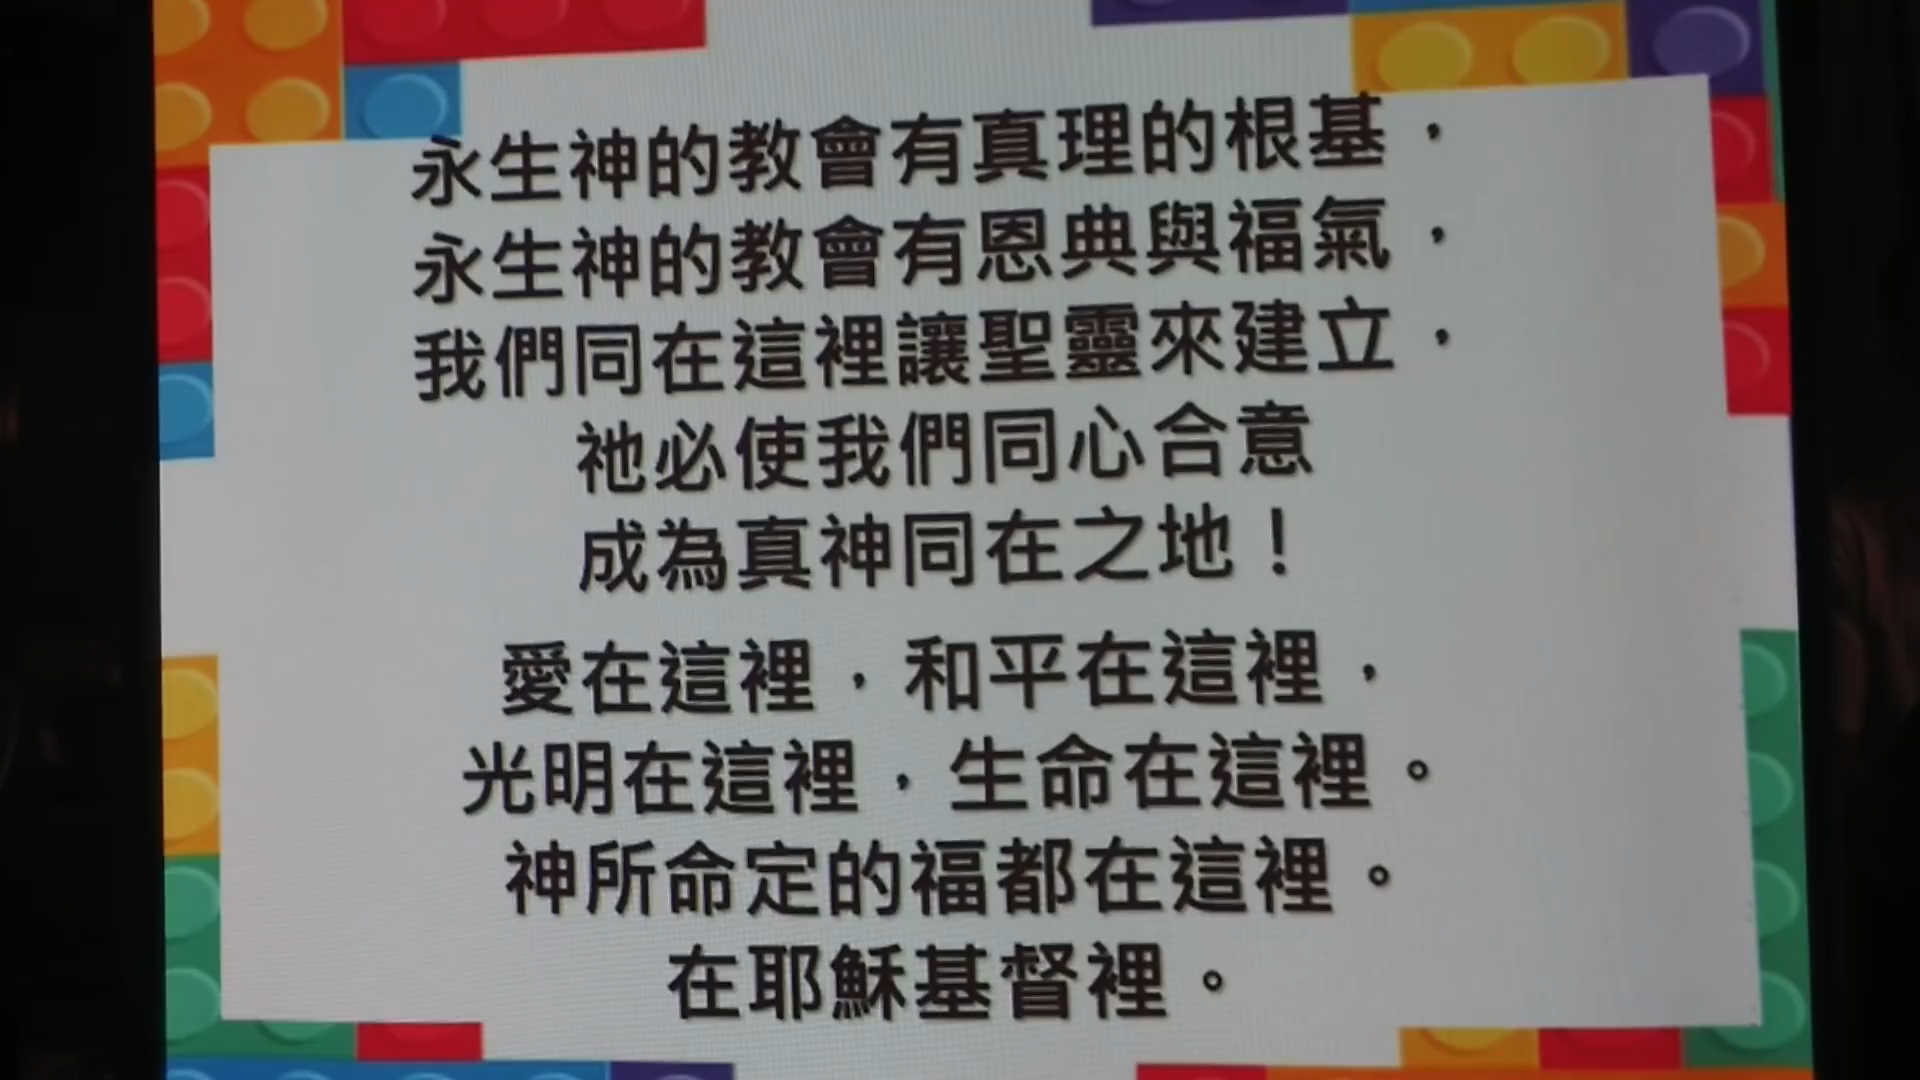 永生神的教會有真理的根基，
永生神的教會有恩典與福氣，
我們同在這裡讓聖靈來建立，
祂必使我們同心合意
成為真神同在之地！
愛在這裡，和平在這裡，
光明在這裡，生命在這裡。
神所命定的福都在這裡。
在耶穌基督裡。